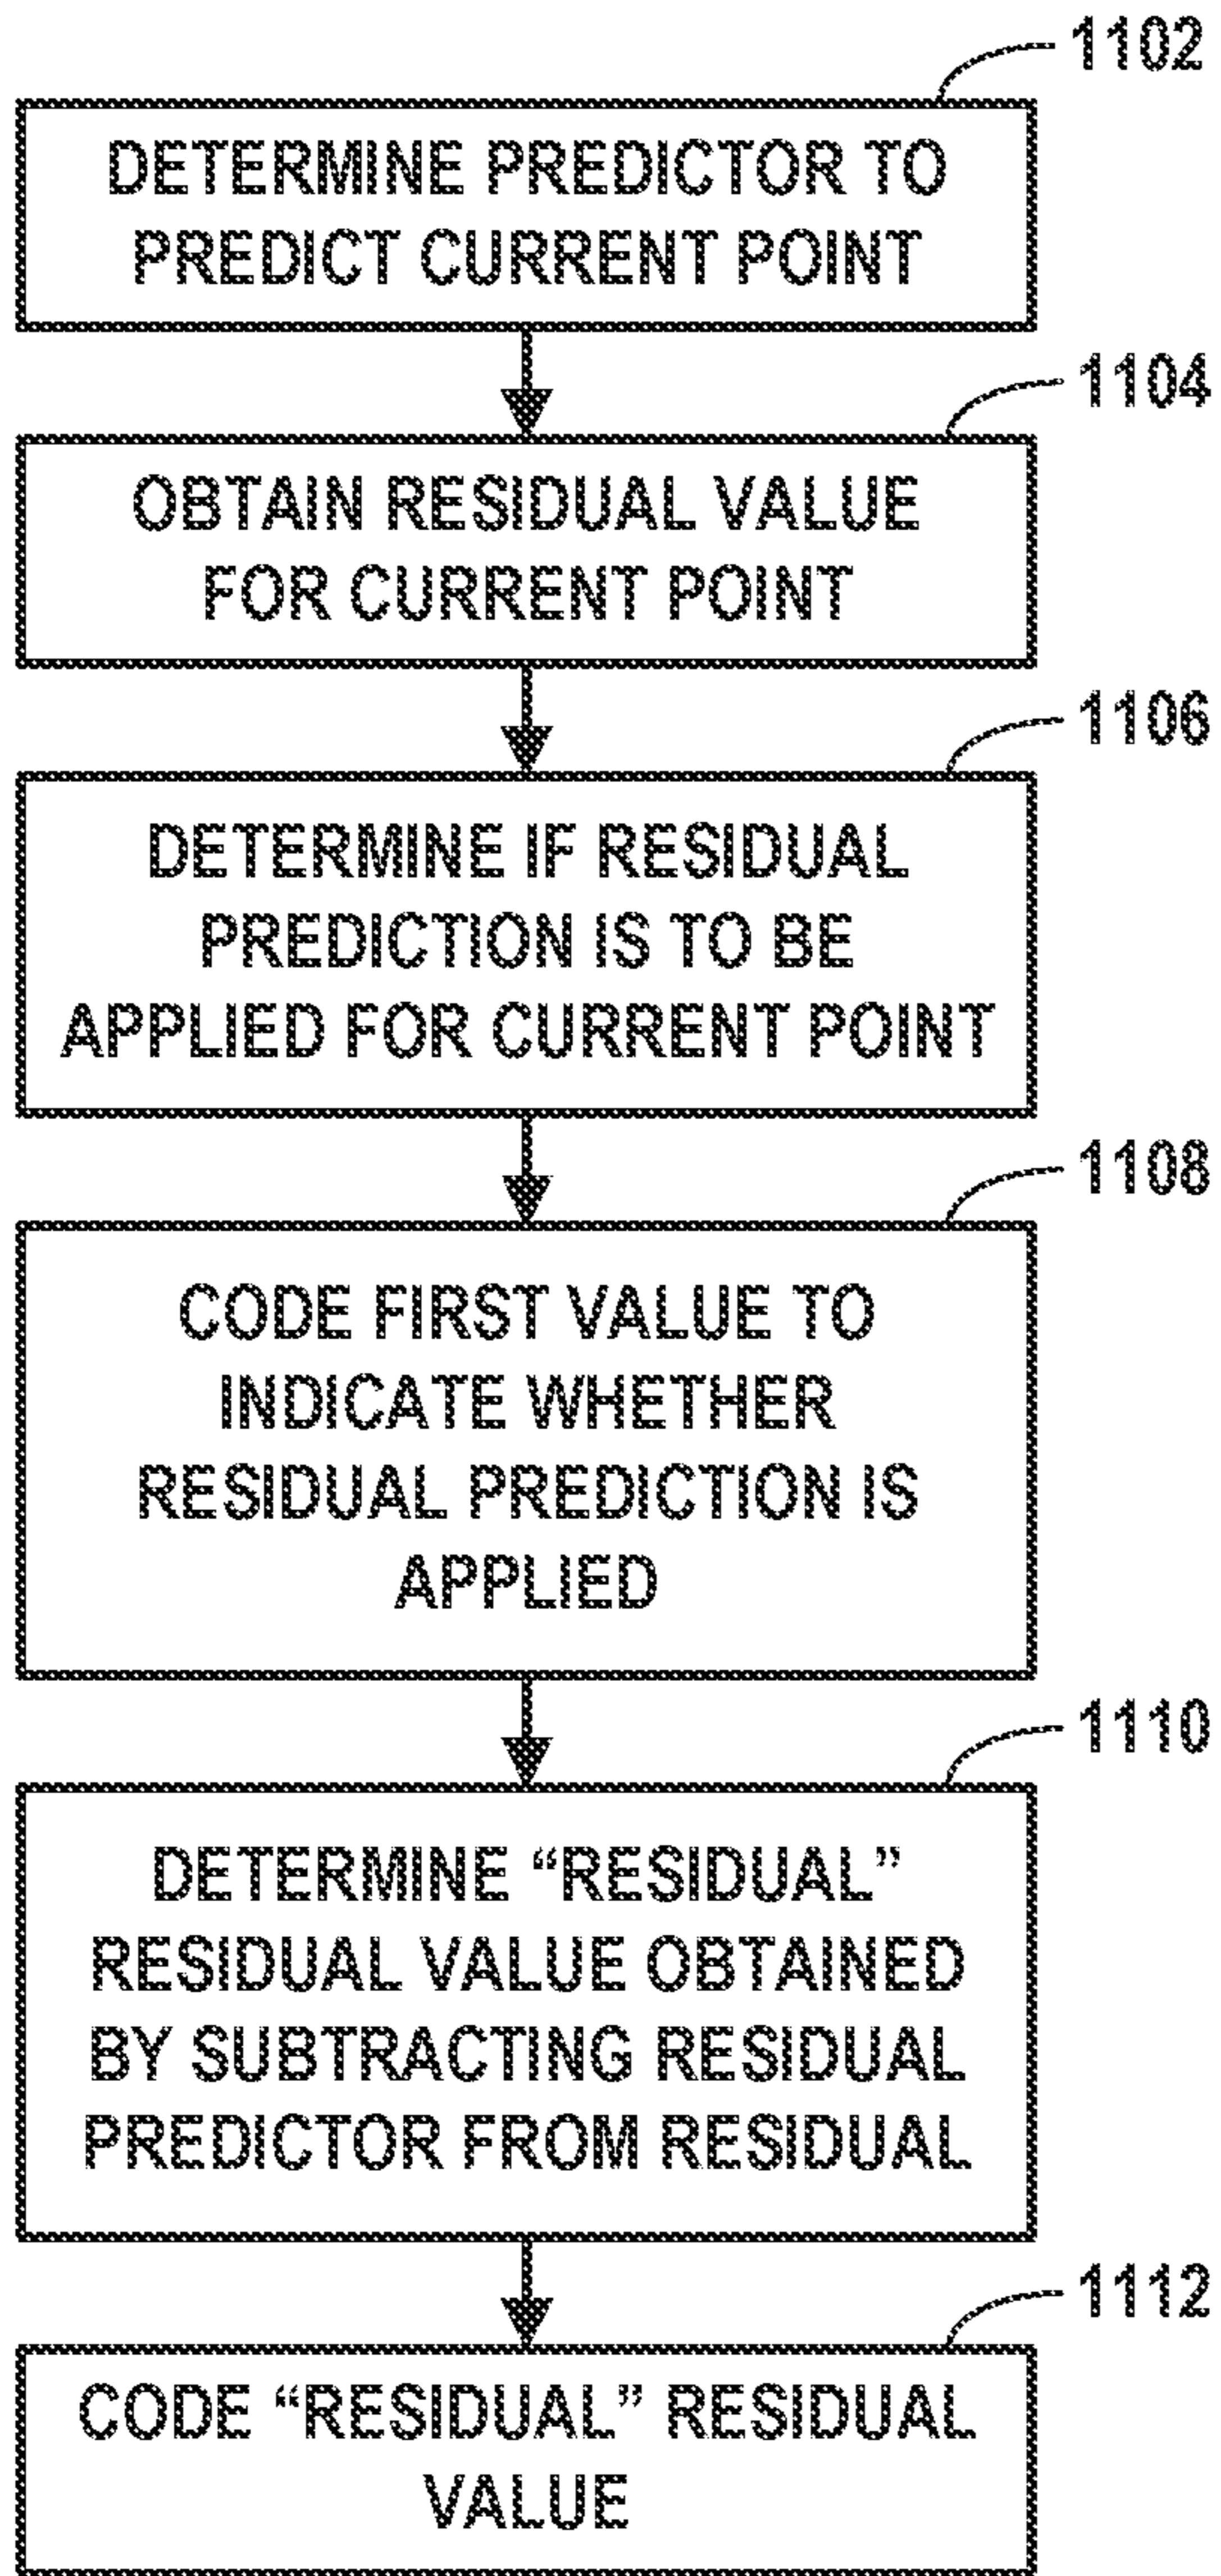 1102
DETERMINE PREDICTOR TO
PREDICT CURRENT POINT
1104
OBTAIN RESIDUAL VALUE
FOR CURRENT POINT
1106
DETERMINE IF RESIDUAL
PREDICTION IS TO BE
APPLIED FOR CURRENT POINT
1108
CODE FIRST VALUE TO
INDICATE WHETHER
RESIDUAL PREDICTION IS
APPLIED
1110
DETERMINE “RESIDUAL”
RESIDUAL VALUE OBTAINED
BY SUBTRACTING RESIDUAL
PREDICTOR FROM RESIDUAL
1112
CODE “RESIDUAL” RESIDUAL
VALUE